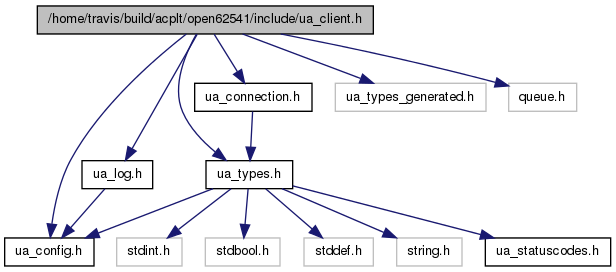 /home/travis/build/acplt/open62541/include/ua_client.h
ua_connection.h
ua_types_generated.h
queue.h
ua_log.h
ua_types.h
ua_config.h
stdint.h
stdbool.h
stddef.h
string.h
ua_statuscodes.h